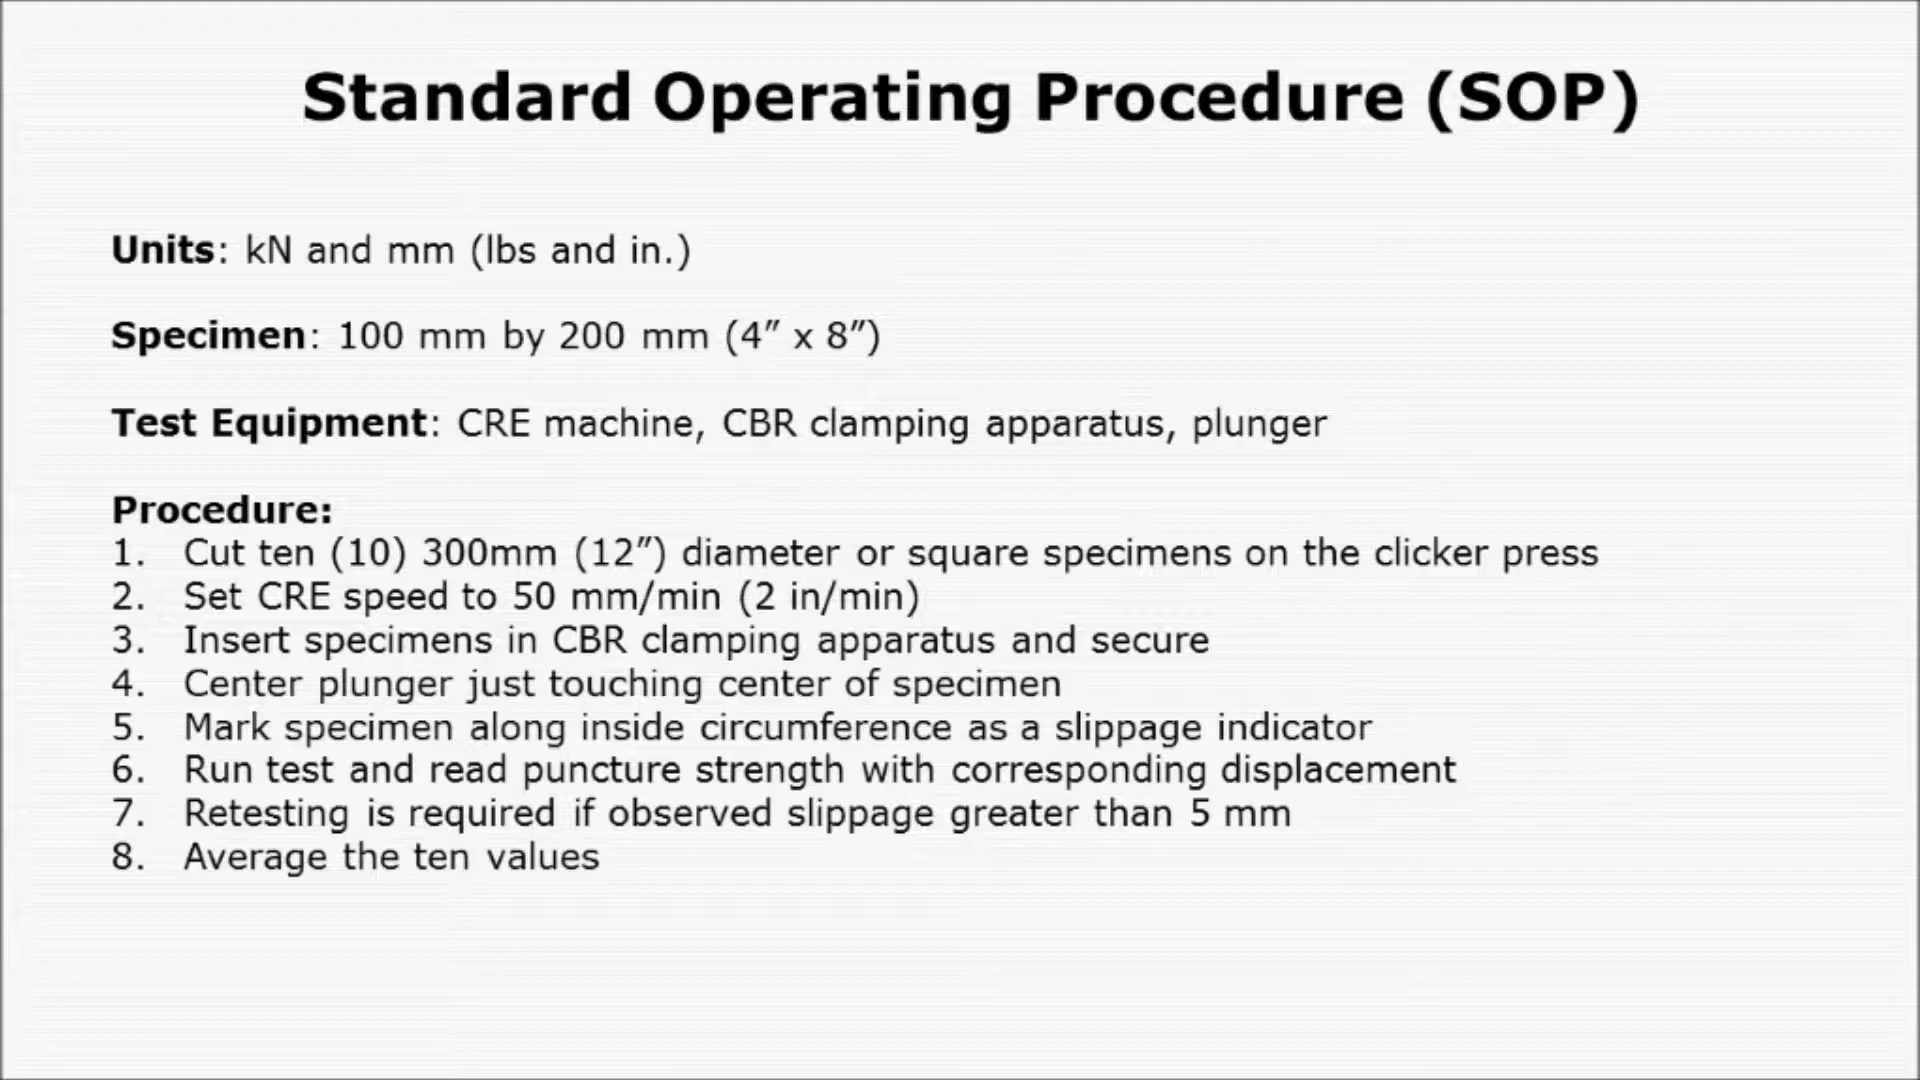 Standard Operating Procedure (SOP)
Units: kN and mm (lbs and in.)
Specimen: 100 mm by 200 mm (4” x 8”)
Test Equipment: CRE machine, CBR clamping apparatus, plunger
Procedure:
1. Cut ten (10) 300mm (12”) diameter or square specimens on the clicker press
2. Set CRE speed to 50 mm/min (2 in/min)
3. Insert specimens in CBR clamping apparatus and secure
4. Center plunger just touching center of specimen
5. Mark specimen along inside circumference as a slippage indicator
6. Run test and read puncture strength with corresponding displacement
7. Retesting is required if observed slippage greater than 5 mm
8. Average the ten values